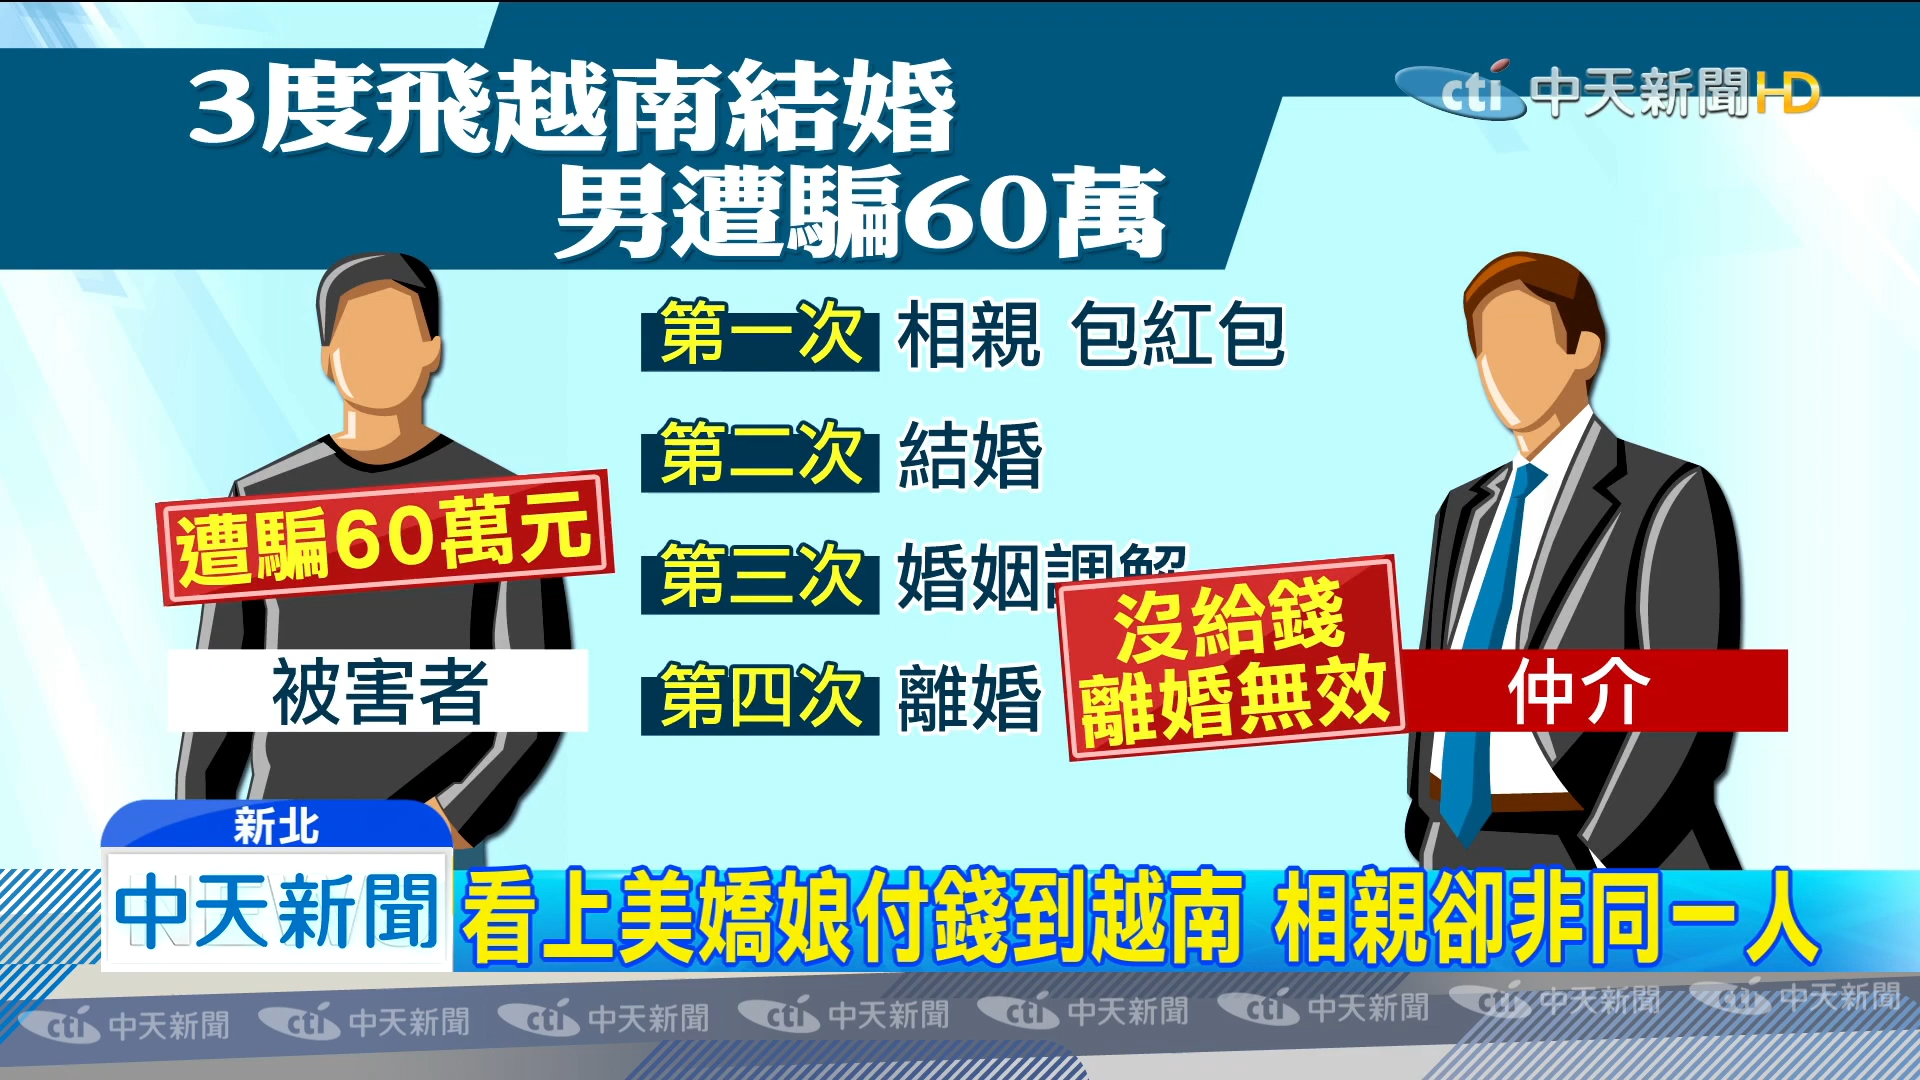 3度飛越南結婚
男遭騙60萬
cti 中天新聞HD
第一次 相親 包紅包
第二次 結婚
第三次 婚姻調解
第四次 離婚
遭騙60萬元
被害者
沒給錢
離婚無效
仲介
新北
中天新聞
看上美嬌娘付錢到越南 相親卻非同一人
cti 中天新聞 cti 中天新聞 cti 中天新聞 cti 中天新聞 cti 中天新聞 cti 中天新聞 cti 中天新聞 cti 中天新聞